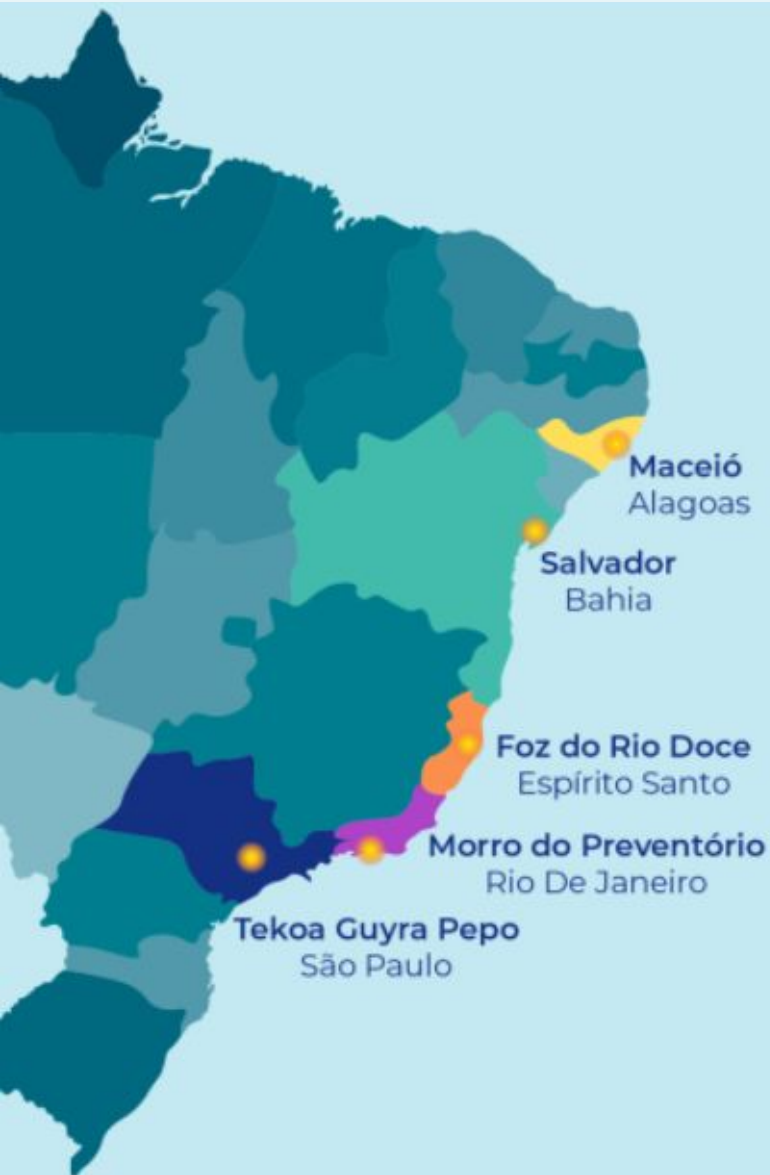 Maceió
Alagoas
Salvador
Bahia
Foz do Rio Doce
Espírito Santo
Morro do Preventório
Rio De Janeiro
Tekoa Guyra Pepo
São Paulo